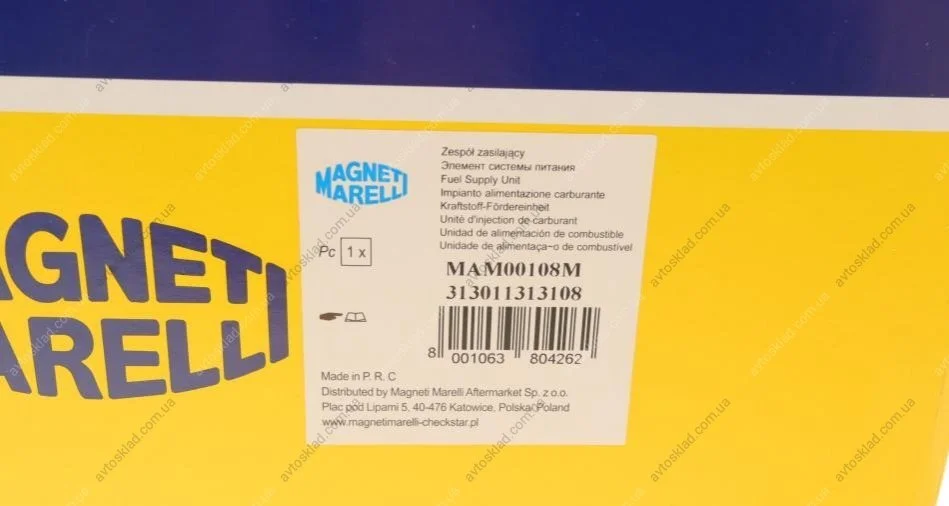 MAGNETI
MARELLI
MAGNETI
MARELLI
Pc 1 x
Zespół zasilający
Элемент системы питания
Fuel Supply Unit
Impianto alimentazione carburante
Kraftstoff-Fördereinheit
Unité d'injection de carburant
Unidad de alimentación de combustible
Unidade de alimentaça~o de combustível
MAM00108M
313011313108
8 001063 804262
Made in P. R. C
Distributed by Magneti Marelli Aftermarket Sp. z o.o.
Plac pod Lipami 5, 40-476 Katowice, Polska/Poland
www.magnetimarelli-checkstar.pl
avtosklad.com.ua